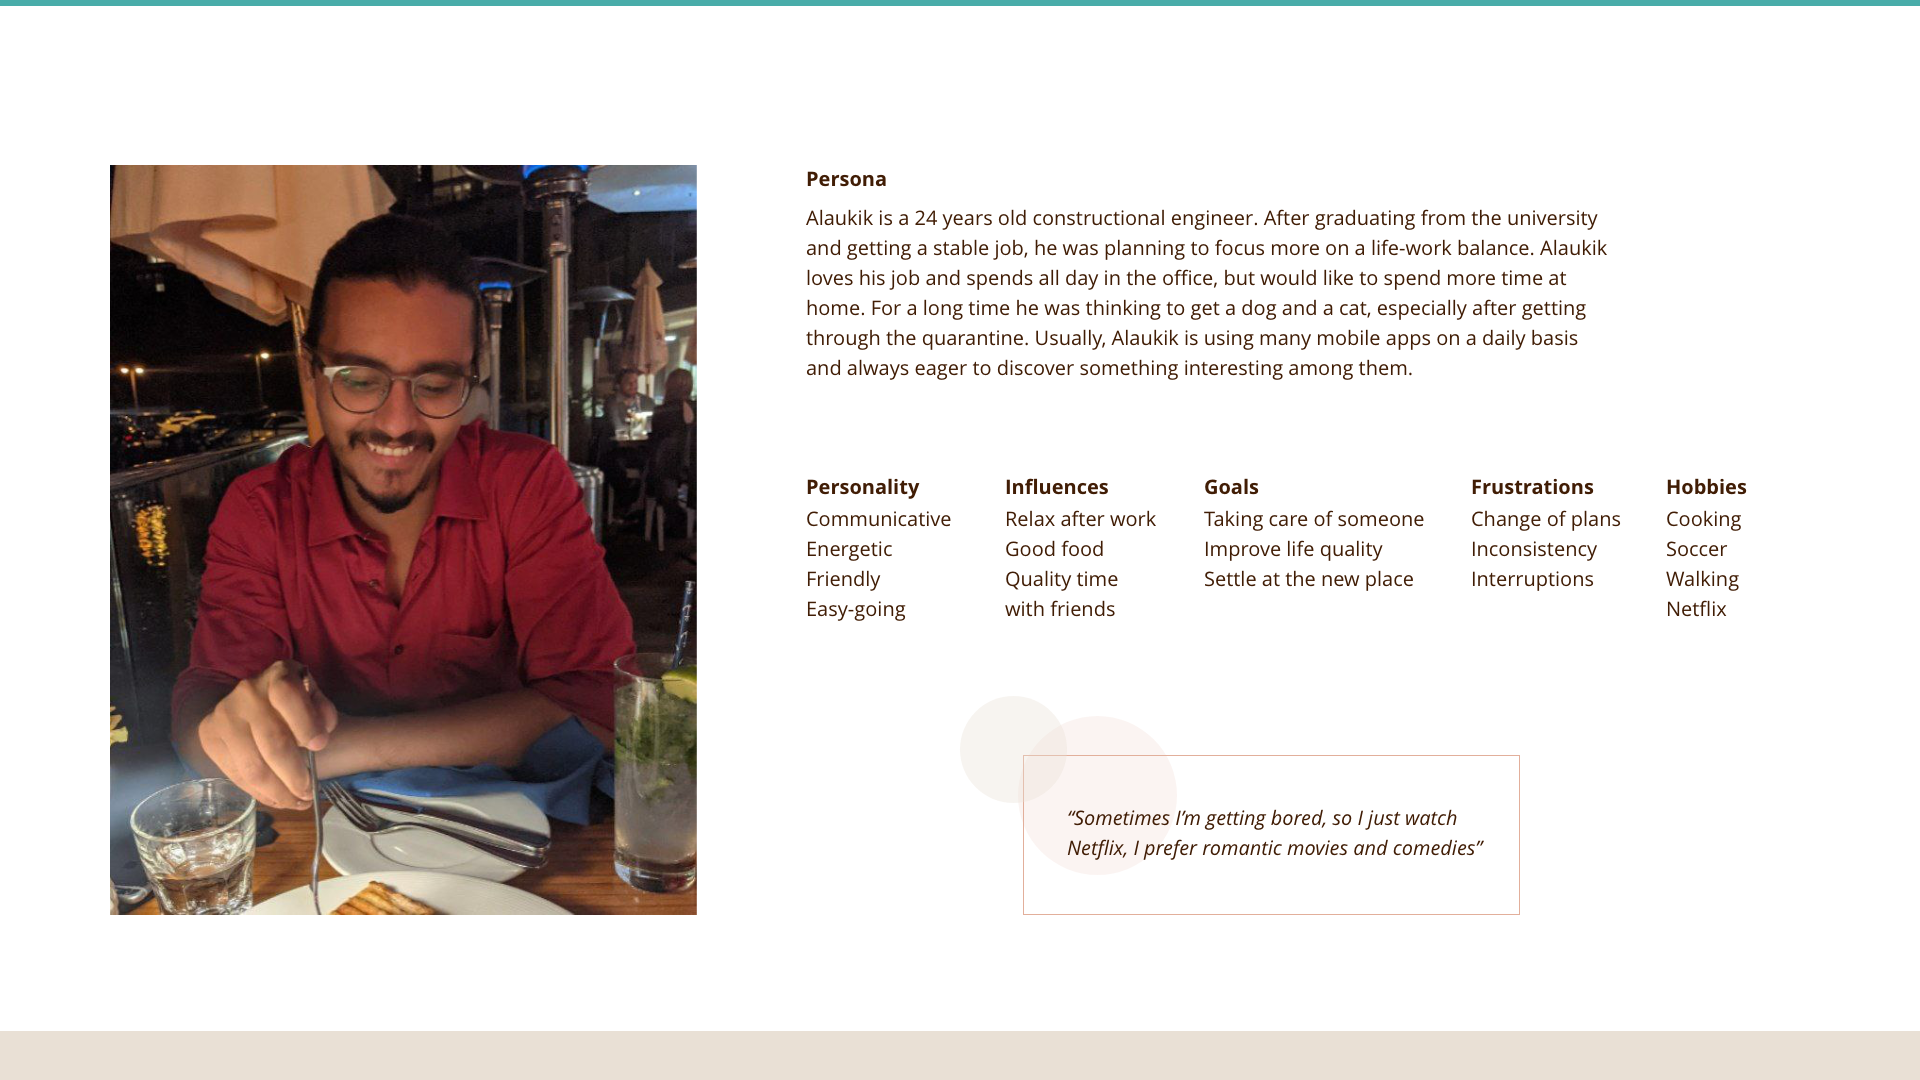 Persona
Alaukik is a 24 years old constructional engineer. After graduating from the university
and getting a stable job, he was planning to focus more on a life-work balance. Alaukik
loves his job and spends all day in the office, but would like to spend more time at
home. For a long time he was thinking to get a dog and a cat, especially after getting
through the quarantine. Usually, Alaukik is using many mobile apps on a daily basis
and always eager to discover something interesting among them.
Personality
Communicative
Energetic
Friendly
Easy-going
Influences
Relax after work
Good food
Quality time
with friends
Goals
Taking care of someone
Improve life quality
Settle at the new place
Frustrations
Change of plans
Inconsistency
Interruptions
Hobbies
Cooking
Soccer
Walking
Netflix
“Sometimes I’m getting bored, so I just watch
Netflix, I prefer romantic movies and comedies”